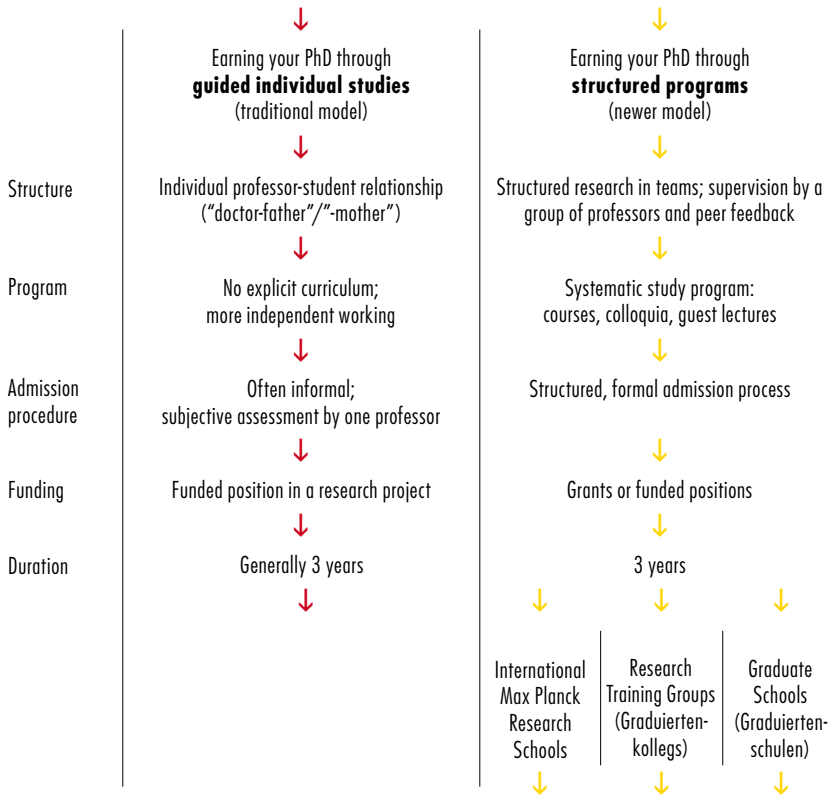 Earning your PhD through
guided individual studies
(traditional model)
Earning your PhD through
structured programs
(newer model)
Structure
Individual professor-student relationship
(“doctor-father”/”-mother”)
Structured research in teams; supervision by a
group of professors and peer feedback
Program
No explicit curriculum;
more independent working
Systematic study program:
courses, colloquia, guest lectures
Admission
procedure
Often informal;
subjective assessment by one professor
Structured, formal admission process
Funding
Funded position in a research project
Grants or funded positions
Duration
Generally 3 years
3 years
International
Max Planck
Research
Schools
Research
Training Groups
(Graduierten-
kollegs)
Graduate
Schools
(Graduierten-
schulen)